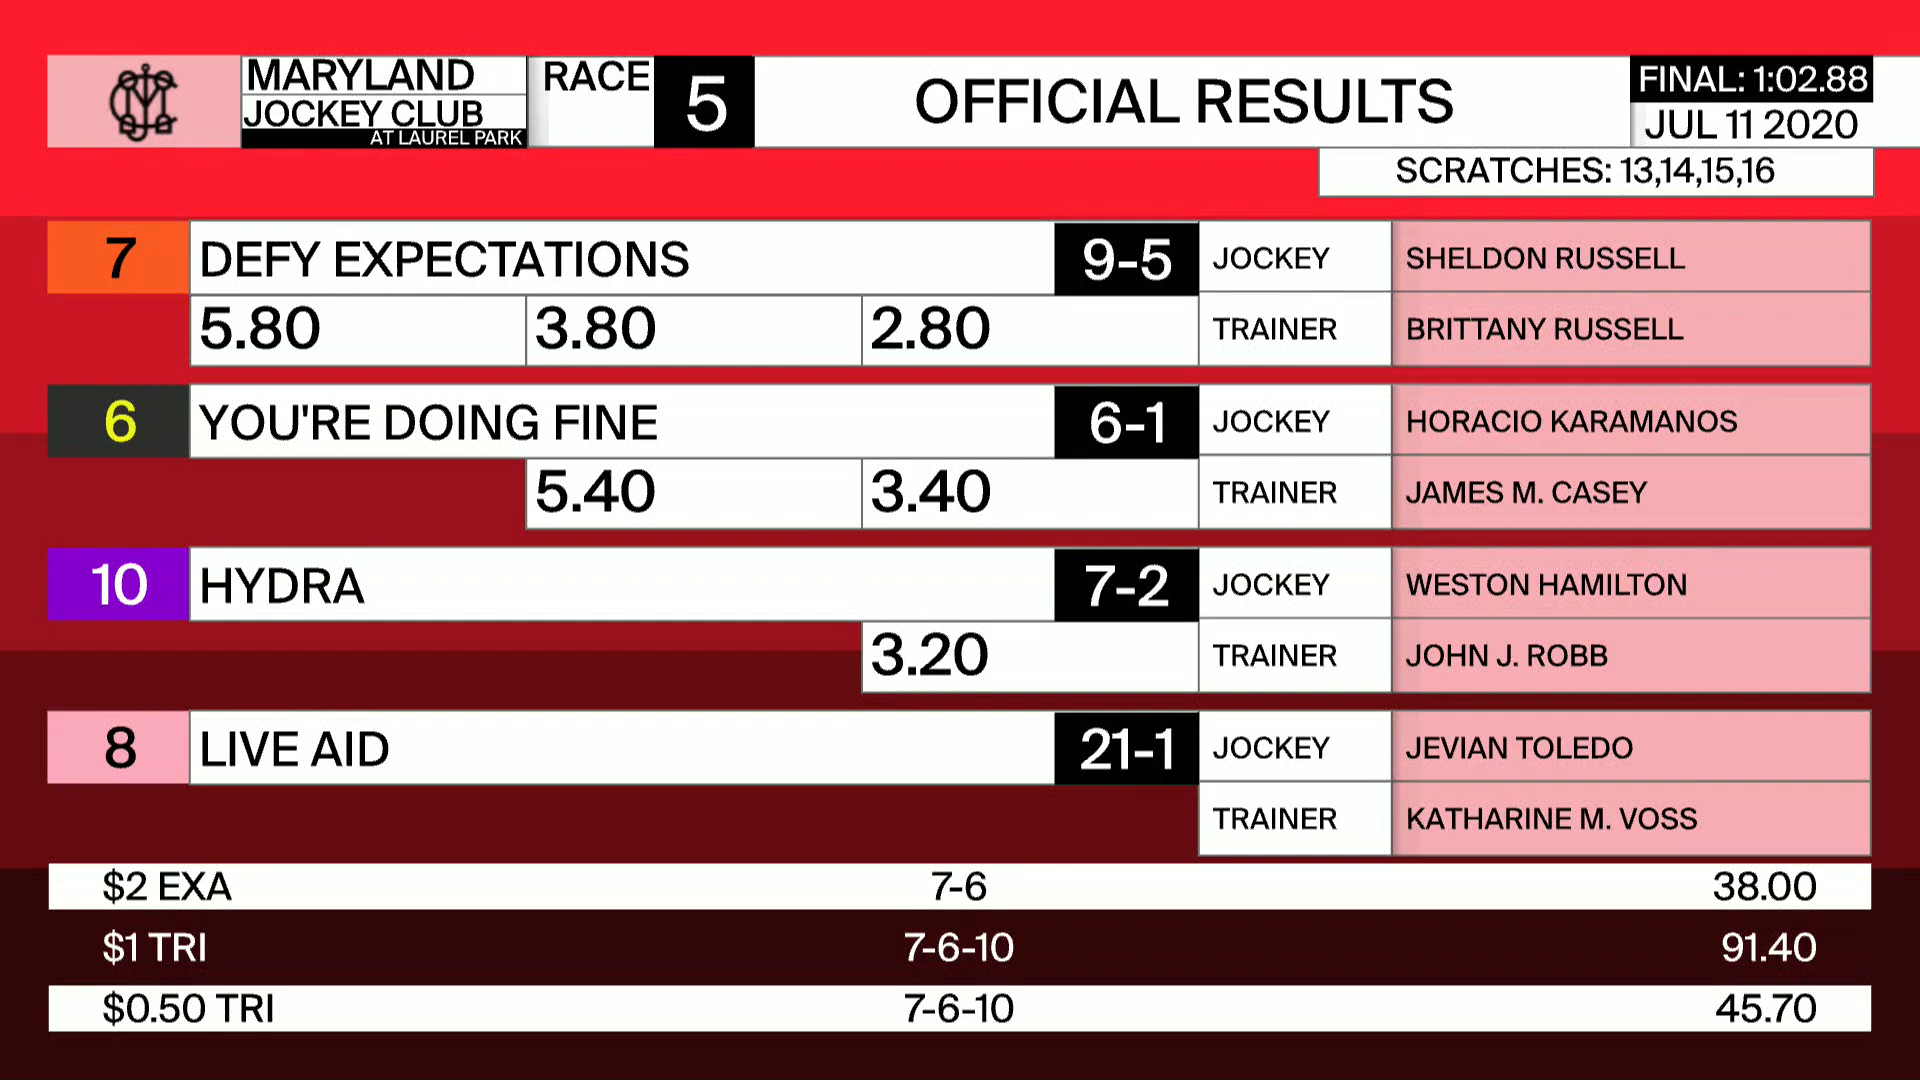 MARYLAND
JOCKEY CLUB
AT LAUREL PARK
RACE 5
OFFICIAL RESULTS
FINAL: 1:02.88
JUL 11 2020
SCRATCHES: 13,14,15,16
7 DEFY EXPECTATIONS 9-5 JOCKEY SHELDON RUSSELL
5.80 3.80 2.80 TRAINER BRITTANY RUSSELL
6 YOU'RE DOING FINE 6-1 JOCKEY HORACIO KARAMANOS
5.40 3.40 TRAINER JAMES M. CASEY
10 HYDRA 7-2 JOCKEY WESTON HAMILTON
3.20 TRAINER JOHN J. ROBB
8 LIVE AID 21-1 JOCKEY JEVIAN TOLEDO
TRAINER KATHARINE M. VOSS
$2 EXA 7-6 38.00
$1 TRI 7-6-10 91.40
$0.50 TRI 7-6-10 45.70